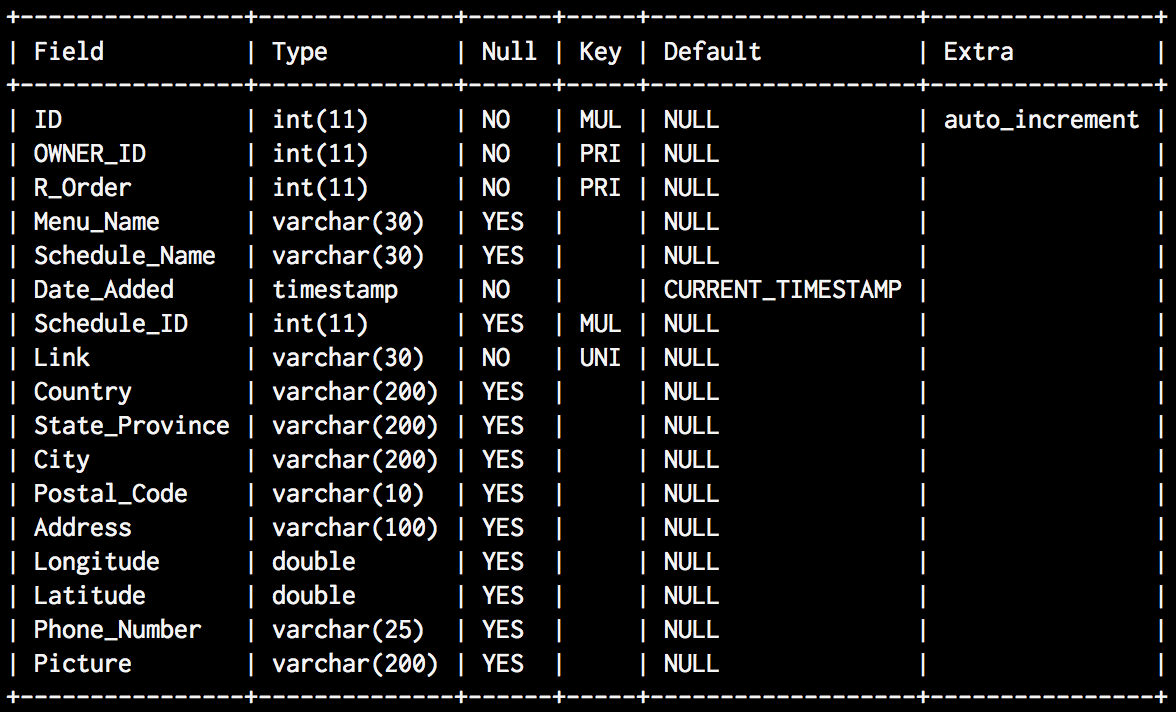 +----------------+--------------+------+-----+-------------------+----------------+
| Field          | Type         | Null | Key | Default           | Extra          |
+----------------+--------------+------+-----+-------------------+----------------+
| ID             | int(11)      | NO   | MUL | NULL              | auto_increment |
| OWNER_ID       | int(11)      | NO   | PRI | NULL              |                |
| R_Order        | int(11)      | NO   | PRI | NULL              |                |
| Menu_Name      | varchar(30)  | YES  |     | NULL              |                |
| Schedule_Name  | varchar(30)  | YES  |     | NULL              |                |
| Date_Added     | timestamp    | NO   |     | CURRENT_TIMESTAMP |                |
| Schedule_ID    | int(11)      | YES  | MUL | NULL              |                |
| Link           | varchar(30)  | NO   | UNI | NULL              |                |
| Country        | varchar(200) | YES  |     | NULL              |                |
| State_Province | varchar(200) | YES  |     | NULL              |                |
| City           | varchar(200) | YES  |     | NULL              |                |
| Postal_Code    | varchar(10)  | YES  |     | NULL              |                |
| Address        | varchar(100) | YES  |     | NULL              |                |
| Longitude      | double       | YES  |     | NULL              |                |
| Latitude       | double       | YES  |     | NULL              |                |
| Phone_Number   | varchar(25)  | YES  |     | NULL              |                |
| Picture        | varchar(200) | YES  |     | NULL              |                |
+----------------+--------------+------+-----+-------------------+----------------+